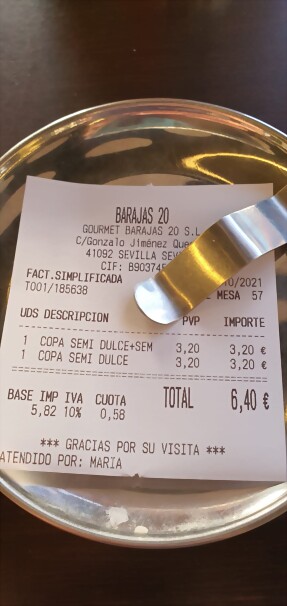 BARAJAS 20
GOURMET BARAJAS 20 S.L
C/Gonzalo Jiménez
41092 SEVILLA
CIF:
FACT.SIMPLIFICADA /10/2021
T001/185638 MESA 57
UDS DESCRIPCION PVP IMPORTE
1 COPA SEMI DULCE+SEM 3,20 3,20 €
1 COPA SEMI DULCE 3,20 3,20 €
BASE IMP IVA CUOTA TOTAL 6,40 €
5,82 10% 0,58
*** GRACIAS POR SU VISITA ***
ATENDIDO POR: MARIA